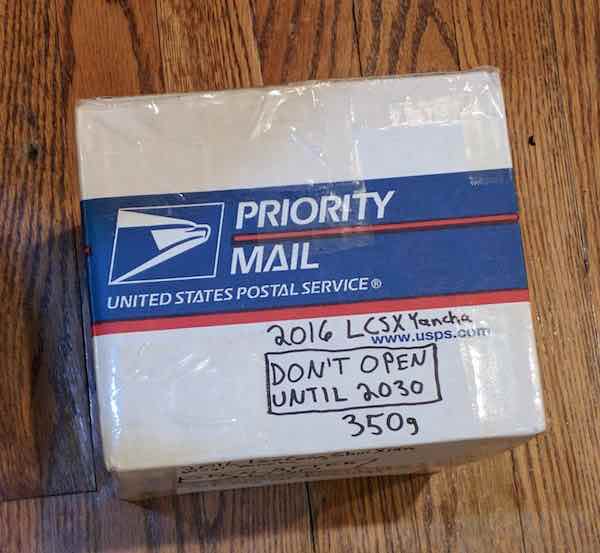 PRIORITY
MAIL
UNITED STATES POSTAL SERVICE®
2016 LCSX Yancha
www.usps.com
DON'T OPEN
UNTIL 2030
350g